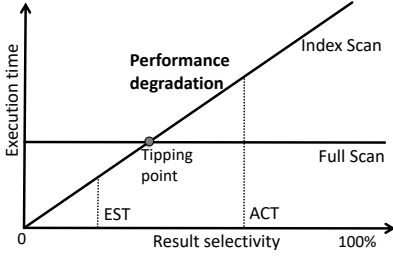 Execution time
Performance
degradation
Index Scan
Tipping
point
Full Scan
EST
ACT
0
Result selectivity
100%